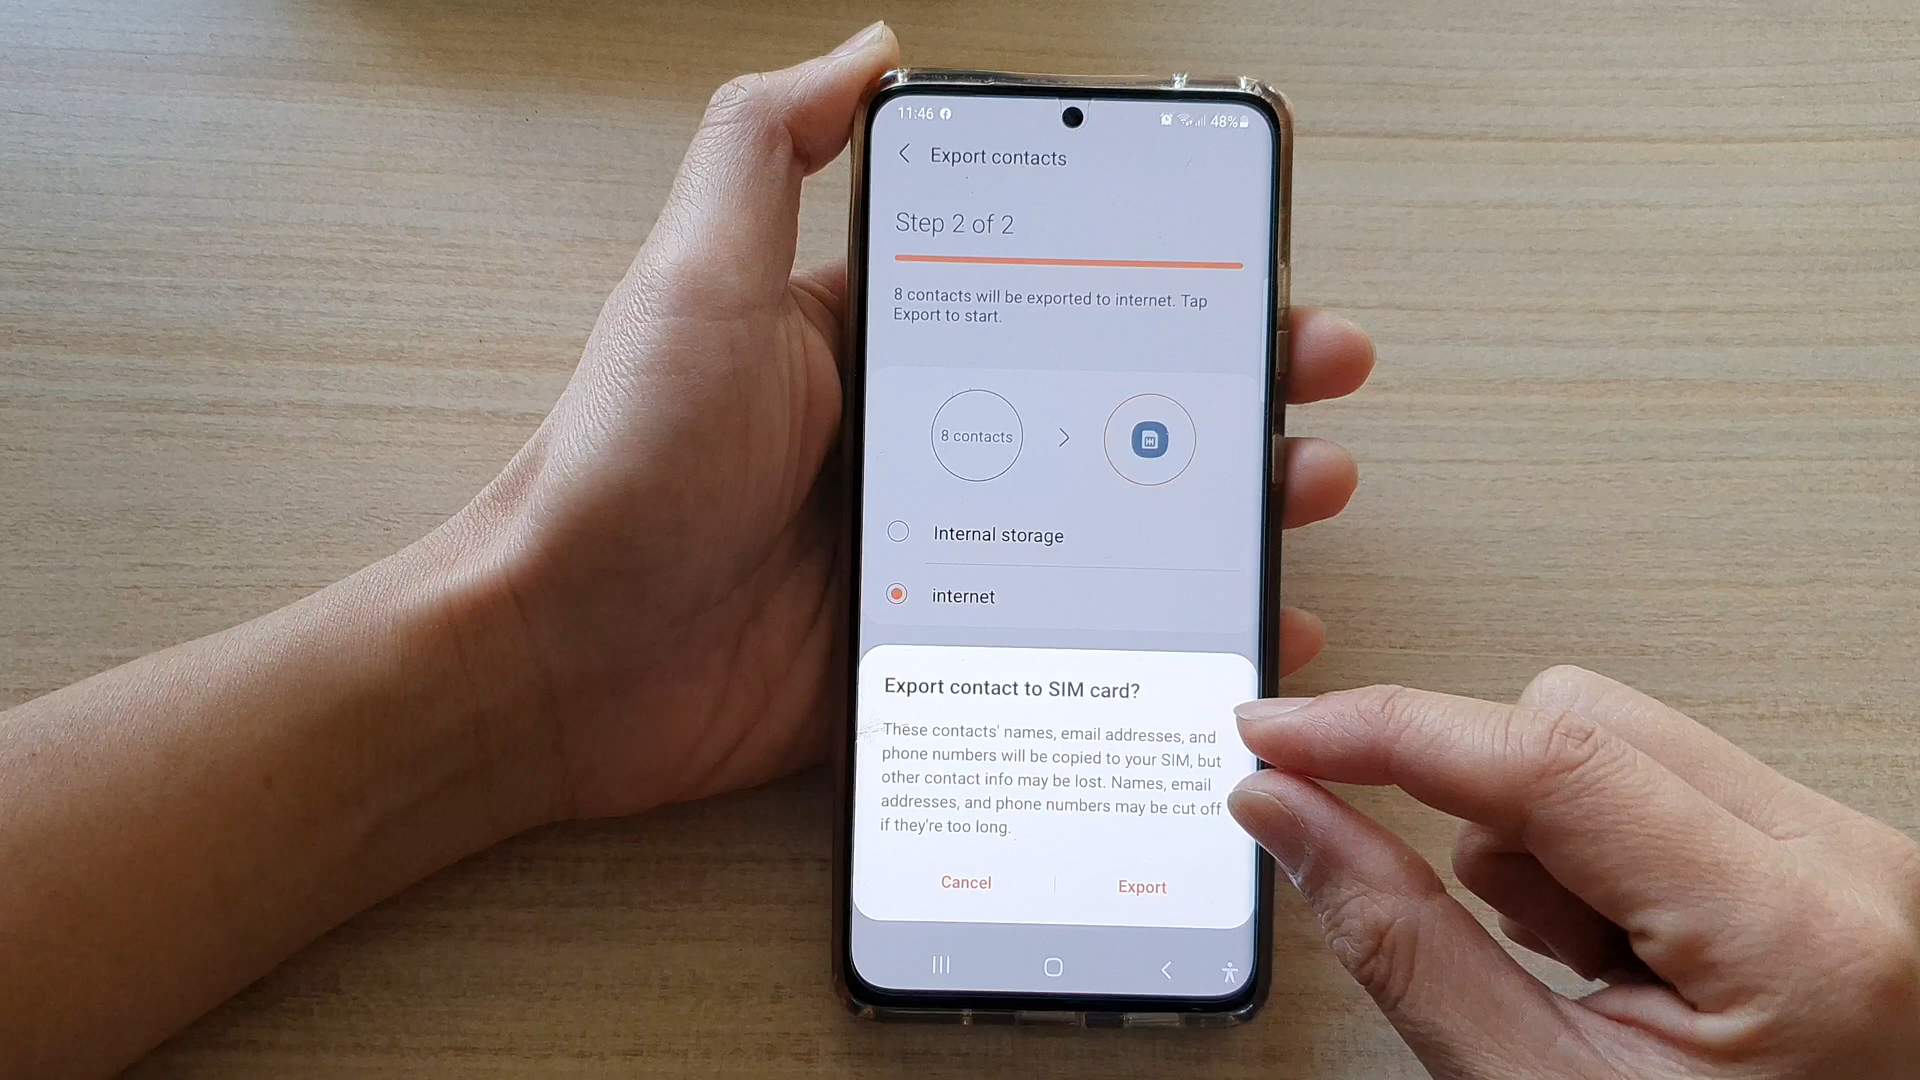 11:46
48%
Export contacts
Step 2 of 2
8 contacts will be exported to internet. Tap
Export to start.
8 contacts
Internal storage
internet
Export contact to SIM card?
These contacts' names, email addresses, and
phone numbers will be copied to your SIM, but
other contact info may be lost. Names, email
addresses, and phone numbers may be cut off
if they're too long.
Cancel
Export